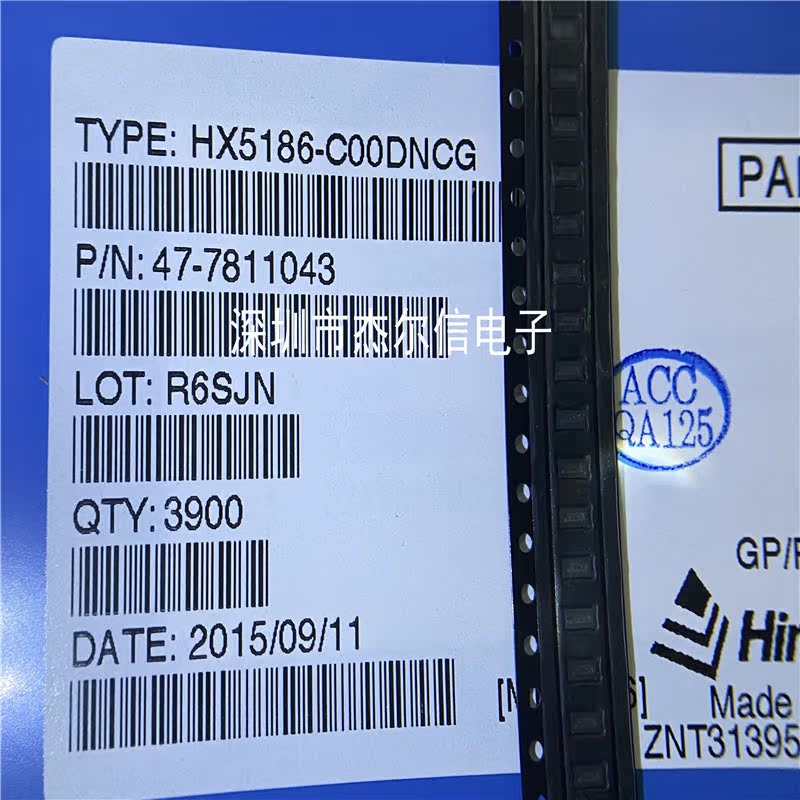 TYPE: HX5186-C00DNCG
P/N: 47-7811043
深圳市杰尔信电子
LOT: R6SJN
QTY: 3900
DATE: 2015/09/11
PA
ACC
QA125
GP/
Him
Made
ZNT31395